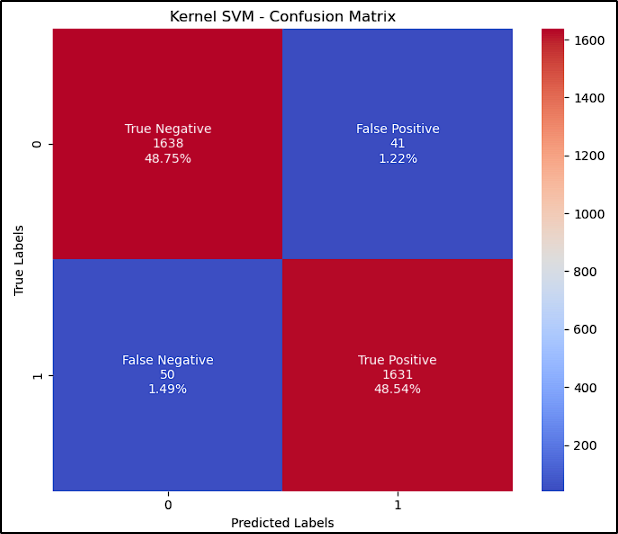 Kernel SVM - Confusion Matrix
True Labels
0
1
True Negative
1638
48.75%
False Positive
41
1.22%
False Negative
50
1.49%
True Positive
1631
48.54%
0
1
Predicted Labels
1600
1400
1200
1000
800
600
400
200